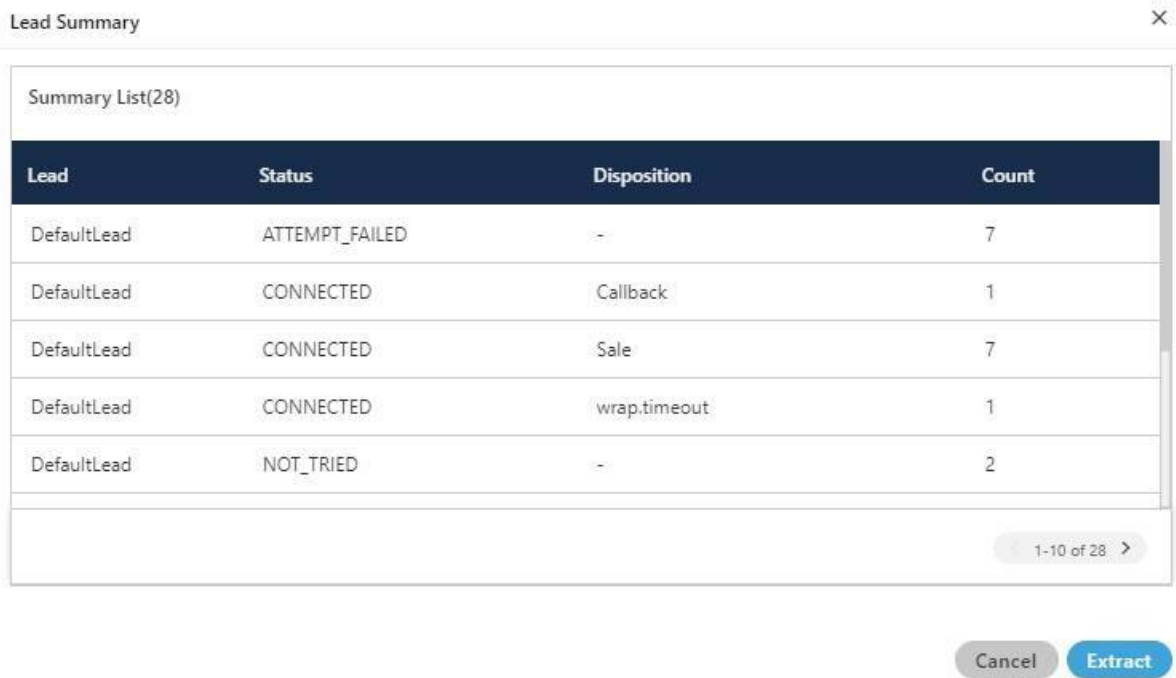 Lead Summary
Summary List(28)
Lead Status Disposition Count
DefaultLead ATTEMPT_FAILED - 7
DefaultLead CONNECTED Callback 1
DefaultLead CONNECTED Sale 7
DefaultLead CONNECTED wrap.timeout 1
DefaultLead NOT_TRIED - 2
1-10 of 28
Cancel Extract